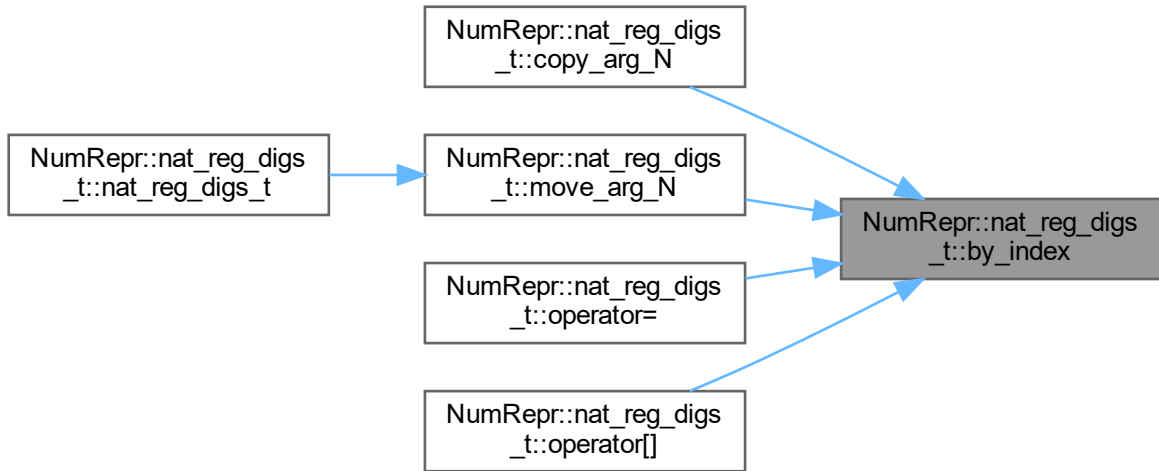 NumRepr::nat_reg_digs
_t::copy_arg_N
NumRepr::nat_reg_digs
_t::nat_reg_digs_t
NumRepr::nat_reg_digs
_t::move_arg_N
NumRepr::nat_reg_digs
_t::by_index
NumRepr::nat_reg_digs
_t::operator=
NumRepr::nat_reg_digs
_t::operator[]